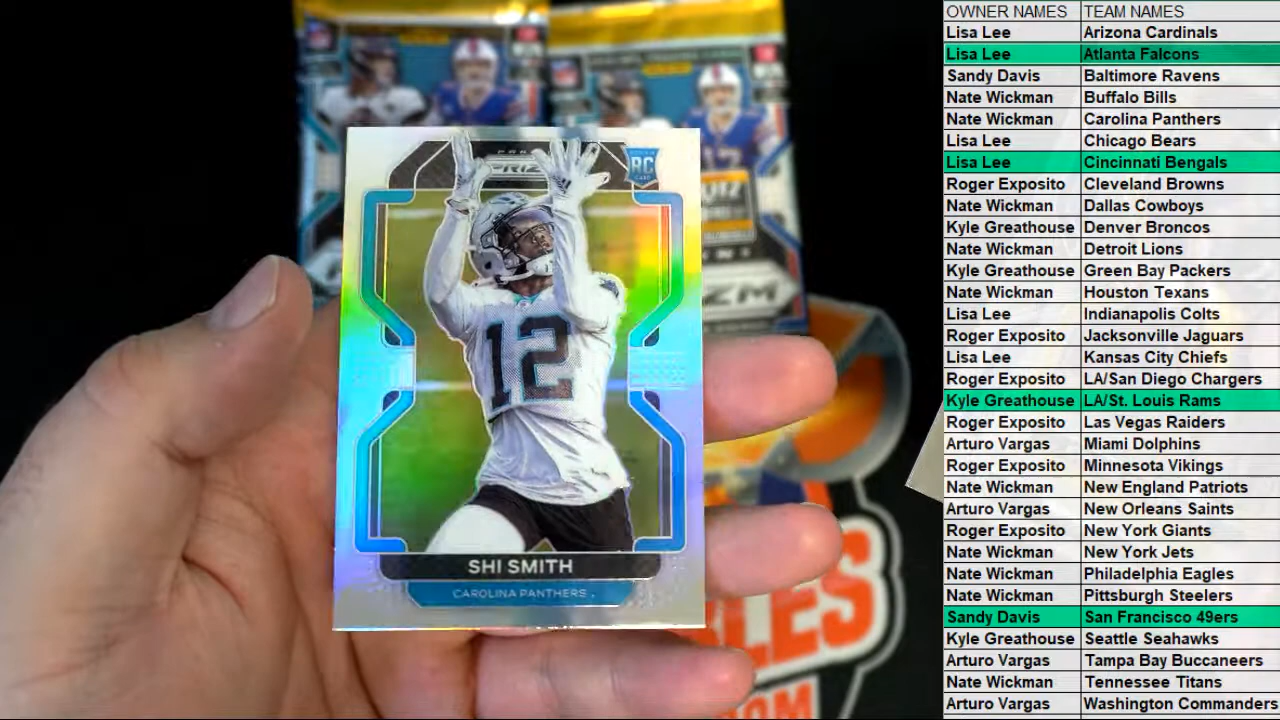 RC
12
SHI SMITH
CAROLINA PANTHERS
OWNER NAMES TEAM NAMES
Lisa Lee Arizona Cardinals
Lisa Lee Atlanta Falcons
Sandy Davis Baltimore Ravens
Nate Wickman Buffalo Bills
Nate Wickman Carolina Panthers
Lisa Lee Chicago Bears
Lisa Lee Cincinnati Bengals
Roger Exposito Cleveland Browns
Nate Wickman Dallas Cowboys
Kyle Greathouse Denver Broncos
Nate Wickman Detroit Lions
Kyle Greathouse Green Bay Packers
Nate Wickman Houston Texans
Lisa Lee Indianapolis Colts
Roger Exposito Jacksonville Jaguars
Lisa Lee Kansas City Chiefs
Roger Exposito LA/San Diego Chargers
Kyle Greathouse LA/St. Louis Rams
Roger Exposito Las Vegas Raiders
Arturo Vargas Miami Dolphins
Roger Exposito Minnesota Vikings
Nate Wickman New England Patriots
Arturo Vargas New Orleans Saints
Roger Exposito New York Giants
Nate Wickman New York Jets
Nate Wickman Philadelphia Eagles
Nate Wickman Pittsburgh Steelers
Sandy Davis San Francisco 49ers
Kyle Greathouse Seattle Seahawks
Arturo Vargas Tampa Bay Buccaneers
Nate Wickman Tennessee Titans
Arturo Vargas Washington Commanders